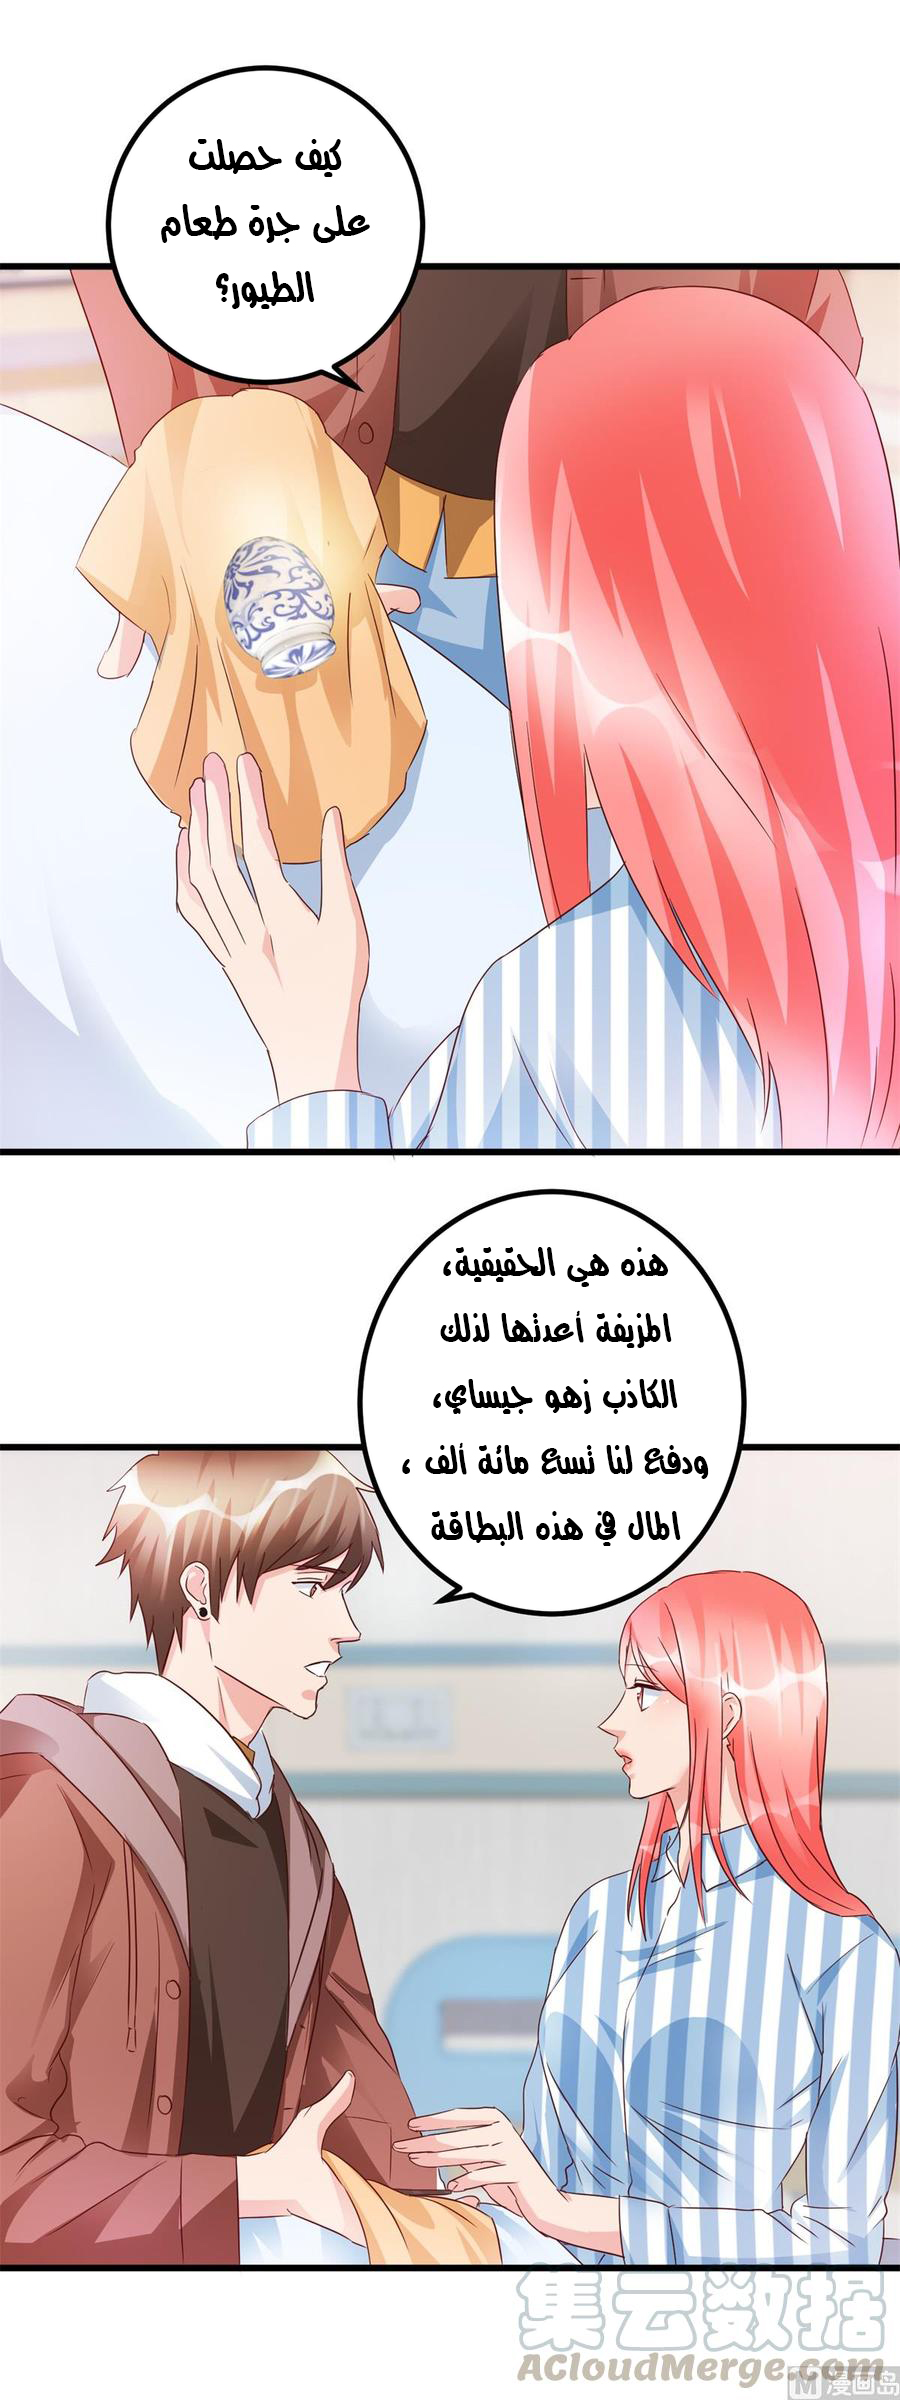 كيف حصلت
على جرة طعام
الطيور؟
هذه هي الحقيقية،
المزيفة أعدتها لذلك
الكاذب زهو جيساي،
ودفع لنا تسع مائة ألف ،
المال في هذه البطاقة
集云数据
ACloudMerge.com
M 漫画岛